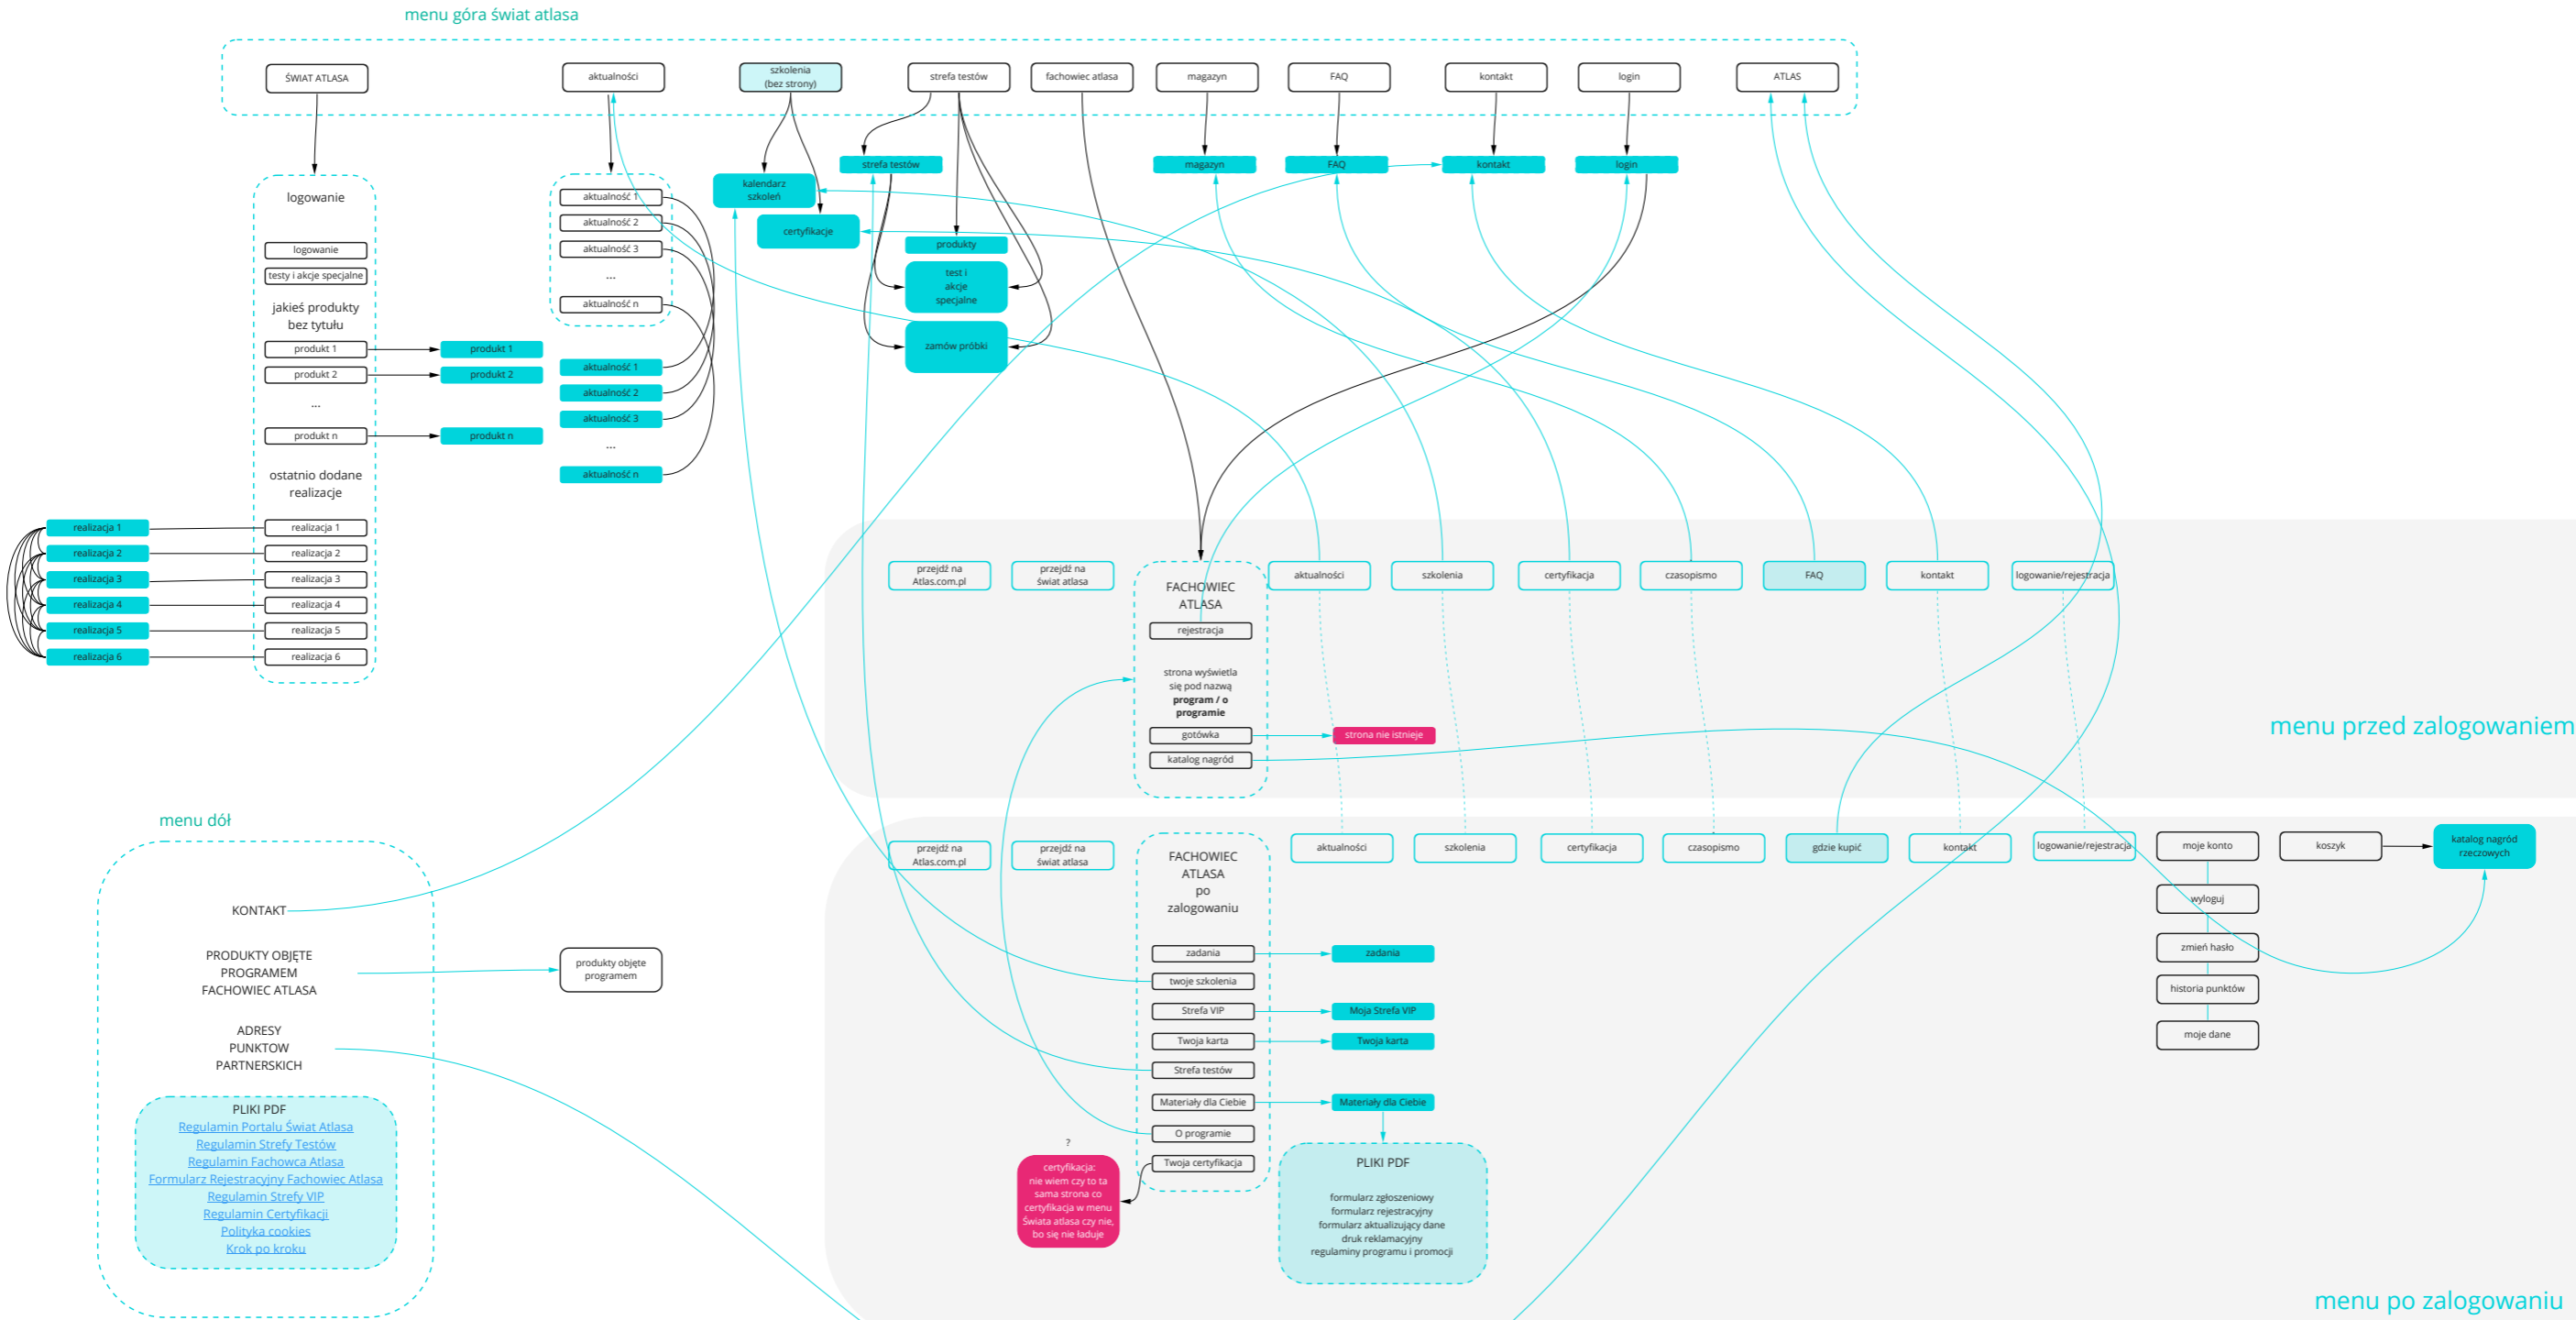 menu góra świat atlasa
ŚWIAT ATLASA
aktualności
szkolenia
(bez strony)
strefa testów
fachowiec atlasa
magazyn
FAQ
kontakt
login
ATLAS
strefa testów
magazyn
FAQ
kontakt
login
logowanie
logowanie
testy i akcje specjalne
jakieś produkty
bez tytułu
produkt 1
produkt 2
...
produkt n
ostatnio dodane
realizacje
realizacja 1
realizacja 2
realizacja 3
realizacja 4
realizacja 5
realizacja 6
produkt 1
produkt 2
produkt n
realizacja 1
realizacja 2
realizacja 3
realizacja 4
realizacja 5
realizacja 6
aktualność 1
aktualność 2
aktualność 3
...
aktualność n
aktualność 1
aktualność 2
aktualność 3
...
aktualność n
kalendarz
szkoleń
certyfikacje
produkty
test i
akcje
specjalne
zamów próbki
przejdź na
Atlas.com.pl
przejdź na
świat atlasa
FACHOWIEC
ATLASA
rejestracja
strona wyświetla
się pod nazwą
program / o
programie
gotówka
katalog nagród
strona nie istnieje
aktualności
szkolenia
certyfikacja
czasopismo
FAQ
kontakt
logowanie/rejestracja
menu przed zalogowaniem
menu dół
KONTAKT
PRODUKTY OBJĘTE
PROGRAMEM
FACHOWIEC ATLASA
produkty objęte
programem
ADRESY
PUNKTOW
PARTNERSKICH
PLIKI PDF
Regulamin Portalu Świat Atlasa
Regulamin Strefy Testów
Regulamin Fachowca Atlasa
Formularz Rejestracyjny Fachowiec Atlasa
Regulamin Strefy VIP
Regulamin Certyfikacji
Polityka cookies
Krok po kroku
przejdź na
Atlas.com.pl
przejdź na
świat atlasa
FACHOWIEC
ATLASA
po
zalogowaniu
aktualności
szkolenia
certyfikacja
czasopismo
gdzie kupić
kontakt
logowanie/rejestracja
moje konto
wyloguj
zmień hasło
historia punktów
moje dane
koszyk
katalog nagród
rzeczowych
zadania
twoje szkolenia
Strefa VIP
Twoja karta
Strefa testów
Materiały dla Ciebie
O programie
Twoja certyfikacja
zadania
Moja Strefa VIP
Twoja karta
Materiały dla Ciebie
?
certyfikacja:
nie wiem czy to ta
sama strona co
certyfikacja w menu
Świata atlasa czy nie,
bo się nie ładuje
PLIKI PDF
formularz zgłoszeniowy
formularz rejestracyjny
formularz aktualizujący dane
druk reklamacyjny
regulaminy programu i promocji
menu po zalogowaniu